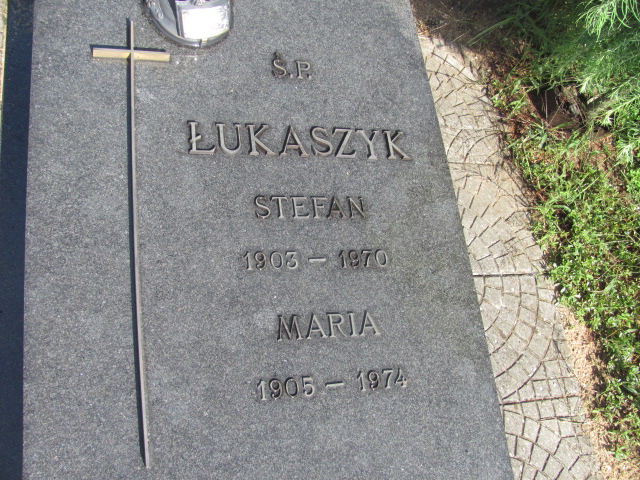 Ś.P.
ŁUKASZYK
STEFAN
1903 – 1970
MARIA
1905 – 1974